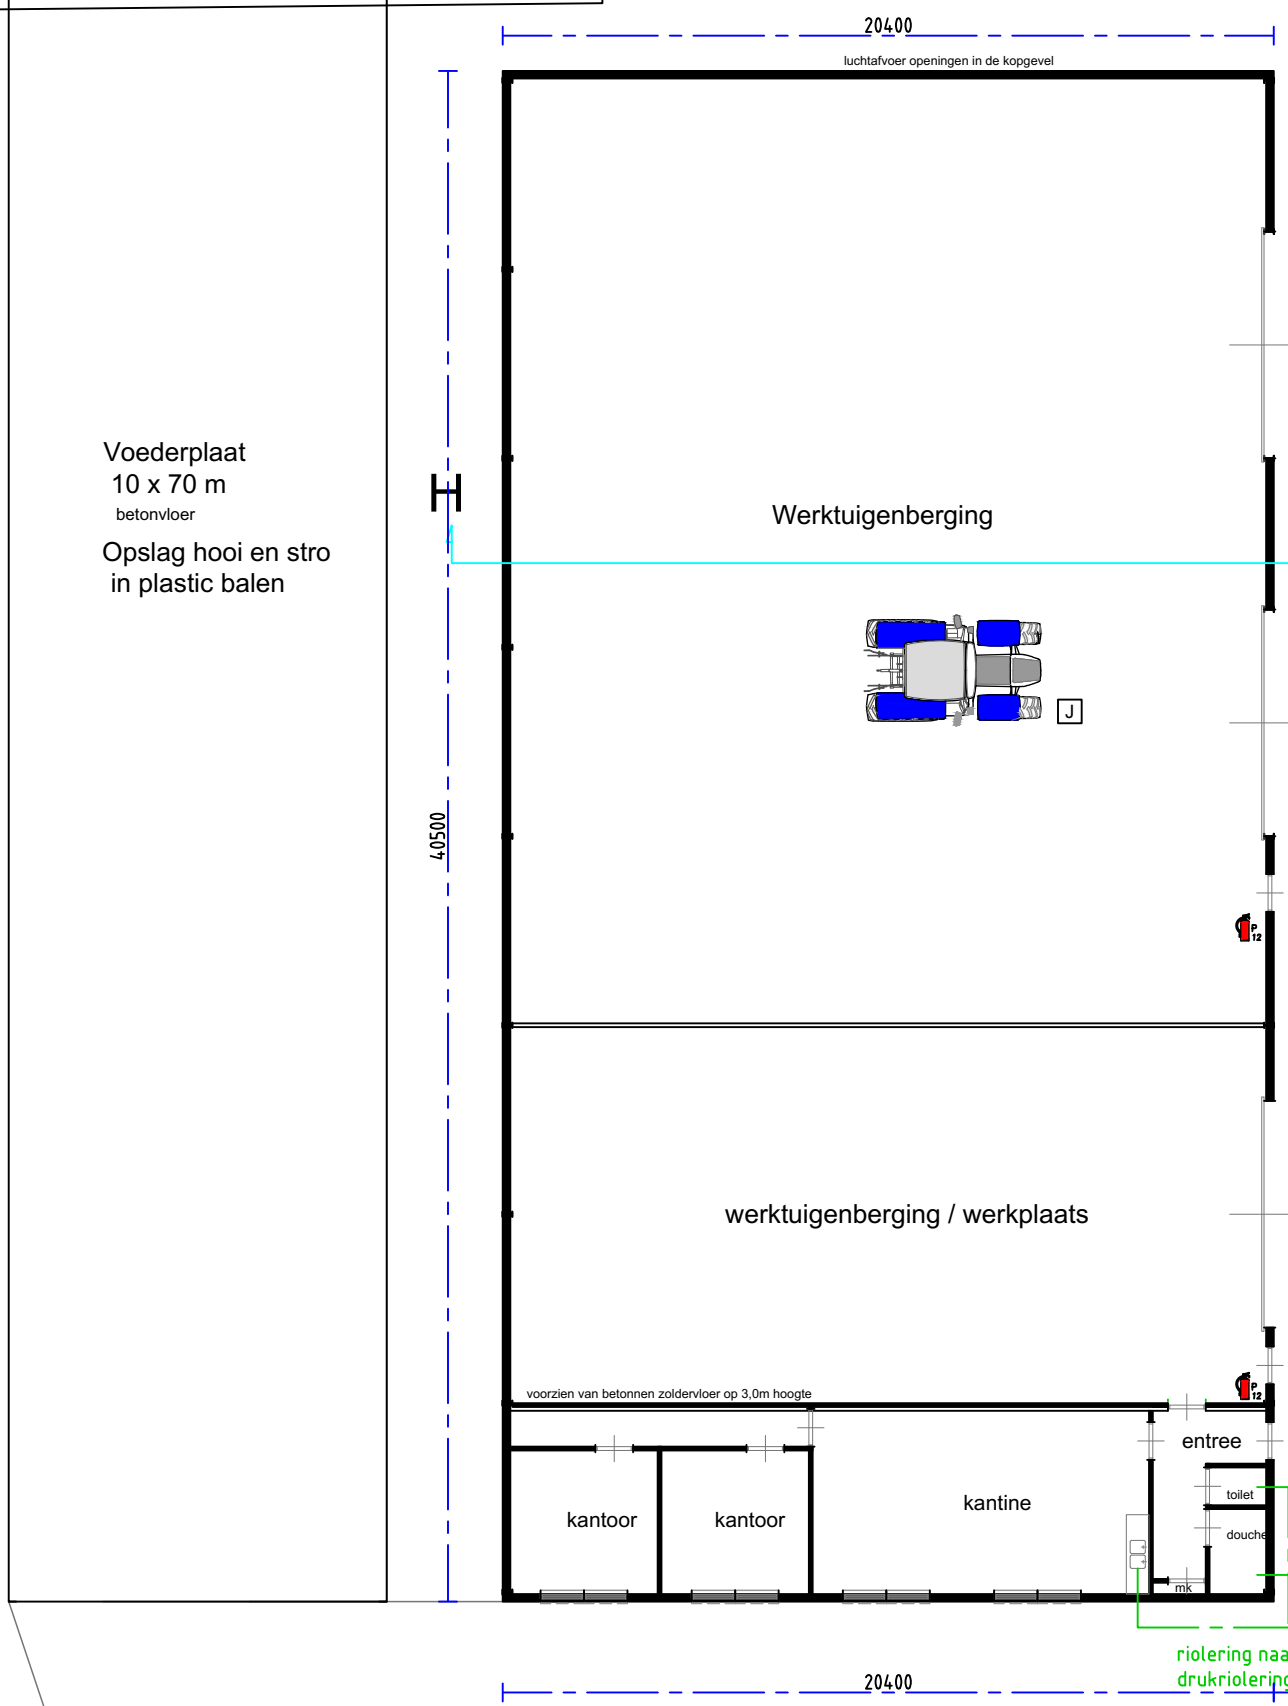 20400
luchtafvoer openingen in de kopgevel
Voederplaat
10 x 70 m
betonvloer
Opslag hooi en stro
in plastic balen
H
Werktuigenberging
J
40500
P
12
werktuigenberging / werkplaats
voorzien van betonnen zoldervloer op 3,0m hoogte
P
12
entree
toilet
kantine
kantoor
kantoor
douche
mk
riolering naa
drukriolering
20400